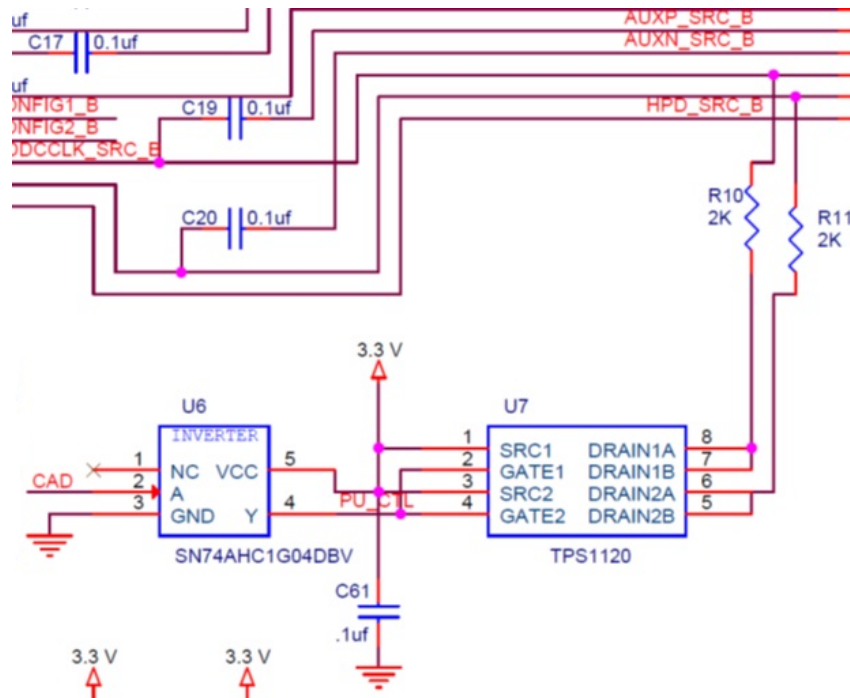 uf
AUXP_SRC_B
C17
0.1uf
AUXN_SRC_B
uf
ONFIG1_B
C19
0.1uf
HPD_SRC_B
ONFIG2_B
DDCCLK_SRC_B
R10
2K
C20
0.1uf
R11
2K
3.3 V
U6
U7
INVERTER
1
NC
VCC
5
1
SRC1
DRAIN1A
8
CAD
2
A
2
GATE1
DRAIN1B
7
3
GND
Y
4
PU_CTL
3
SRC2
DRAIN2A
6
4
GATE2
DRAIN2B
5
SN74AHC1G04DBV
TPS1120
C61
.1uf
3.3 V
3.3 V